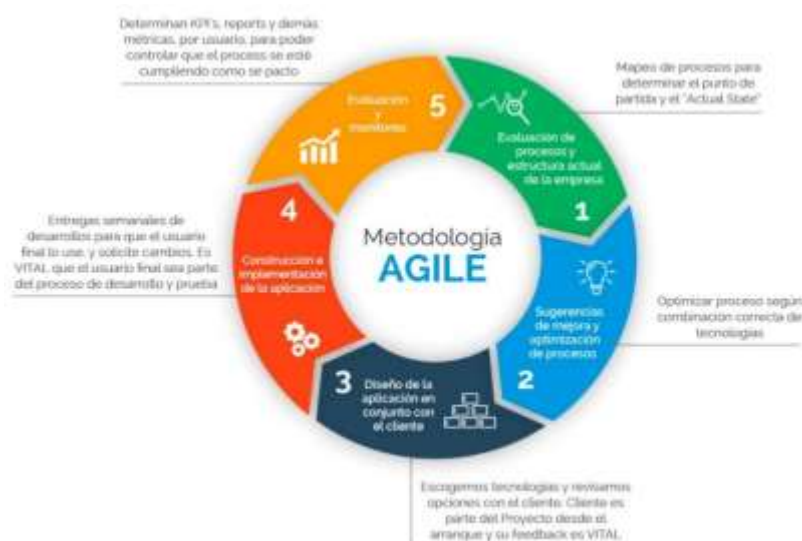 Determinan KPI's, reports y demás
métricas, por usuario, para poder
controlar que el process se esté
cumpliendo como se pacto
Mapeo de procesos para
determinar el punto de
partida y el "Actual State"
Evaluación
y
monitoreo
5
Evaluación de
procesos y
estructura actual
de la empresa
1
Metodología
AGILE
Entregas semanales de
desarrollos para que el usuario
final lo use, y solicite cambios. Es
VITAL que el usuario final sea parte
del proceso de desarrollo y prueba
4
Construcción e
implementación
de la aplicación
Sugerencias
de mejora y
optimización
de procesos
2
Optimizar proceso según
combinación correcta de
tecnologías
3
Diseño de la
aplicación en
conjunto con
el cliente
Escogemos tecnologías y revisamos
opciones con el cliente. Cliente es
parte del Proyecto desde el
arranque y su feedback es VITAL